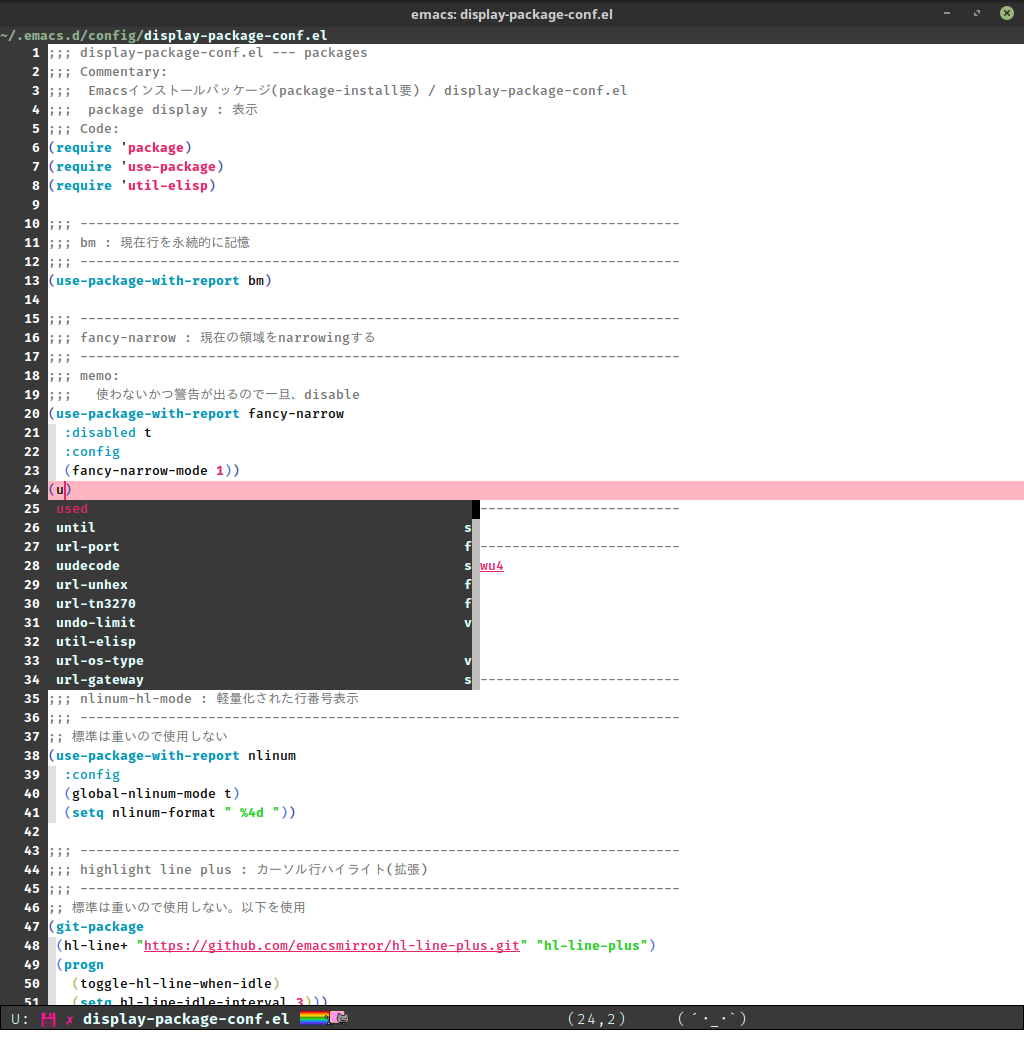 emacs: display-package-conf.el
~/.emacs.d/config/display-package-conf.el
1 ;;; display-package-conf.el --- packages
2 ;;; Commentary:
3 ;;;  Emacsインストールパッケージ(package-install要) / display-package-conf.el
4 ;;;  package display : 表示
5 ;;; Code:
6 (require 'package)
7 (require 'use-package)
8 (require 'util-elisp)
9
10 ;;; ---------------------------------------------------------------------------
11 ;;; bm : 現在行を永続的に記憶
12 ;;; ---------------------------------------------------------------------------
13 (use-package-with-report bm)
14
15 ;;; ---------------------------------------------------------------------------
16 ;;; fancy-narrow : 現在の領域をnarrowingする
17 ;;; ---------------------------------------------------------------------------
18 ;;; memo:
19 ;;;   使わないかつ警告が出るので一旦、disable
20 (use-package-with-report fancy-narrow
21   :disabled t
22   :config
23   (fancy-narrow-mode 1))
24 (u)
25 used -------------------------
26 until s
27 url-port f -------------------------
28 uudecode s wu4
29 url-unhex f
30 url-tn3270 f
31 undo-limit v
32 util-elisp
33 url-os-type v
34 url-gateway s -------------------------
35 ;;; nlinum-hl-mode : 軽量化された行番号表示
36 ;;; ---------------------------------------------------------------------------
37 ;; 標準は重いので使用しない
38 (use-package-with-report nlinum
39   :config
40   (global-nlinum-mode t)
41   (setq nlinum-format " %4d "))
42
43 ;;; ---------------------------------------------------------------------------
44 ;;; highlight line plus : カーソル行ハイライト(拡張)
45 ;;; ---------------------------------------------------------------------------
46 ;; 標準は重いので使用しない。以下を使用
47 (git-package
48  (hl-line+ "https://github.com/emacsmirror/hl-line-plus.git" "hl-line-plus")
49  (progn
50    (toggle-hl-line-when-idle)
51    (setq hl-line-idle-interval 3)))
U: ✗ display-package-conf.el (24,2) (´･_･`)